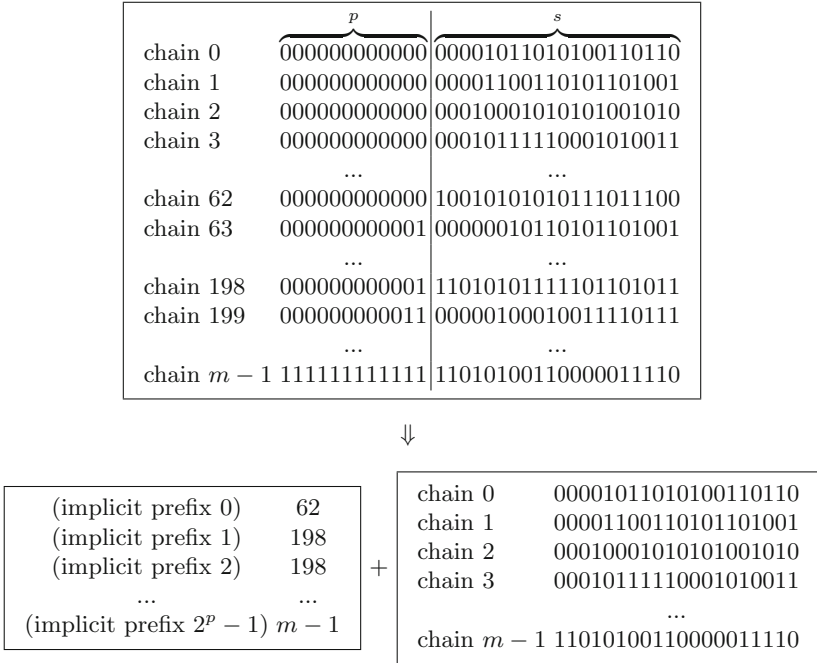 p s
chain 0 000000000000 00001011010100110110
chain 1 000000000000 00001100110101101001
chain 2 000000000000 00010001010101001010
chain 3 000000000000 00010111110001010011
... ...
chain 62 000000000000 10010101010111011100
chain 63 000000000001 00000010110101101001
... ...
chain 198 000000000001 11010101111101101011
chain 199 000000000011 00000100010011110111
... ...
chain m − 1 111111111111 11010100110000011110
⇓
(implicit prefix 0) 62
(implicit prefix 1) 198
(implicit prefix 2) 198
... ...
(implicit prefix 2^p − 1) m − 1
+
chain 0 00001011010100110110
chain 1 00001100110101101001
chain 2 00010001010101001010
chain 3 00010111110001010011
...
chain m − 1 11010100110000011110